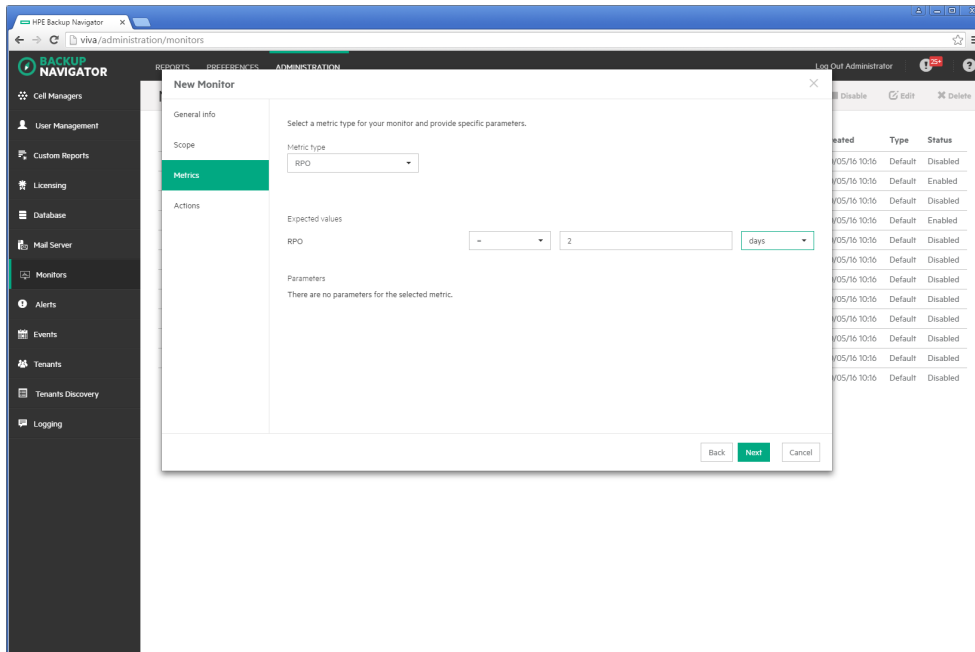 HPE Backup Navigator
viva/administration/monitors
BACKUP NAVIGATOR
REPORTS PREFERENCES ADMINISTRATION
Log Out Administrator
25+
Cell Managers
User Management
Custom Reports
Licensing
Database
Mail Server
Monitors
Alerts
Events
Tenants
Tenants Discovery
Logging
New Monitor
General info
Scope
Metrics
Actions
Select a metric type for your monitor and provide specific parameters.
Metric type
RPO
Expected values
RPO = 2 days
Parameters
There are no parameters for the selected metric.
Back Next Cancel
Disable Edit Delete
eated Type Status
/05/16 10:16 Default Disabled
/05/16 10:16 Default Enabled
/05/16 10:16 Default Disabled
/05/16 10:16 Default Enabled
/05/16 10:16 Default Disabled
/05/16 10:16 Default Disabled
/05/16 10:16 Default Disabled
/05/16 10:16 Default Disabled
/05/16 10:16 Default Disabled
/05/16 10:16 Default Disabled
/05/16 10:16 Default Disabled
/05/16 10:16 Default Disabled